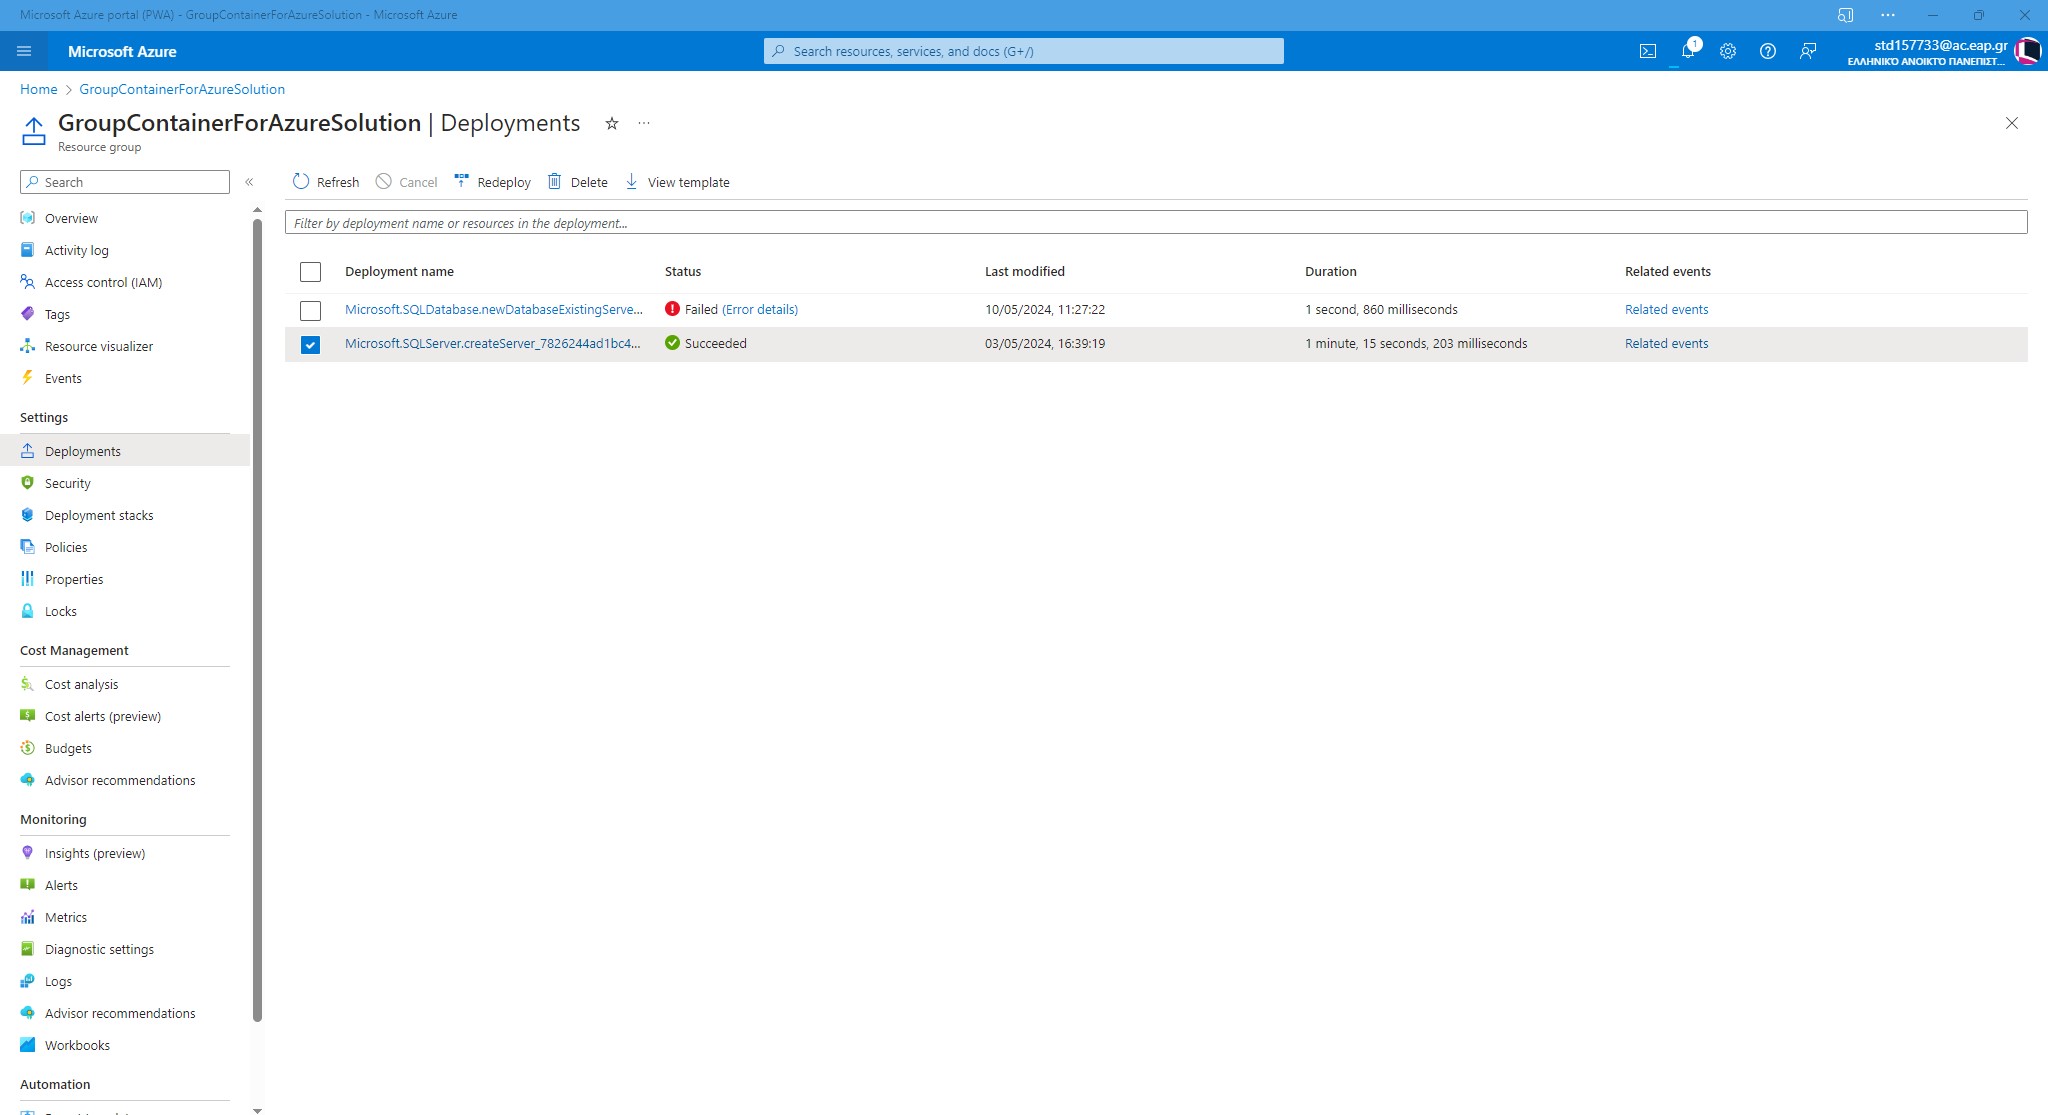 Microsoft Azure portal (PWA) - GroupContainerForAzureSolution - Microsoft Azure
Microsoft Azure
Search resources, services, and docs (G+/)
1
std157733@ac.eap.gr
ΕΛΛΗΝΙΚΌ ΑΝΟΙΚΤΌ ΠΑΝΕΠΙΣΤ...
Home > GroupContainerForAzureSolution
GroupContainerForAzureSolution | Deployments
Resource group
Search
Refresh Cancel Redeploy Delete View template
Filter by deployment name or resources in the deployment...
Deployment name Status Last modified Duration Related events
Microsoft.SQLDatabase.newDatabaseExistingServe... Failed (Error details) 10/05/2024, 11:27:22 1 second, 860 milliseconds Related events
Microsoft.SQLServer.createServer_7826244ad1bc4... Succeeded 03/05/2024, 16:39:19 1 minute, 15 seconds, 203 milliseconds Related events
Overview
Activity log
Access control (IAM)
Tags
Resource visualizer
Events
Settings
Deployments
Security
Deployment stacks
Policies
Properties
Locks
Cost Management
Cost analysis
Cost alerts (preview)
Budgets
Advisor recommendations
Monitoring
Insights (preview)
Alerts
Metrics
Diagnostic settings
Logs
Advisor recommendations
Workbooks
Automation